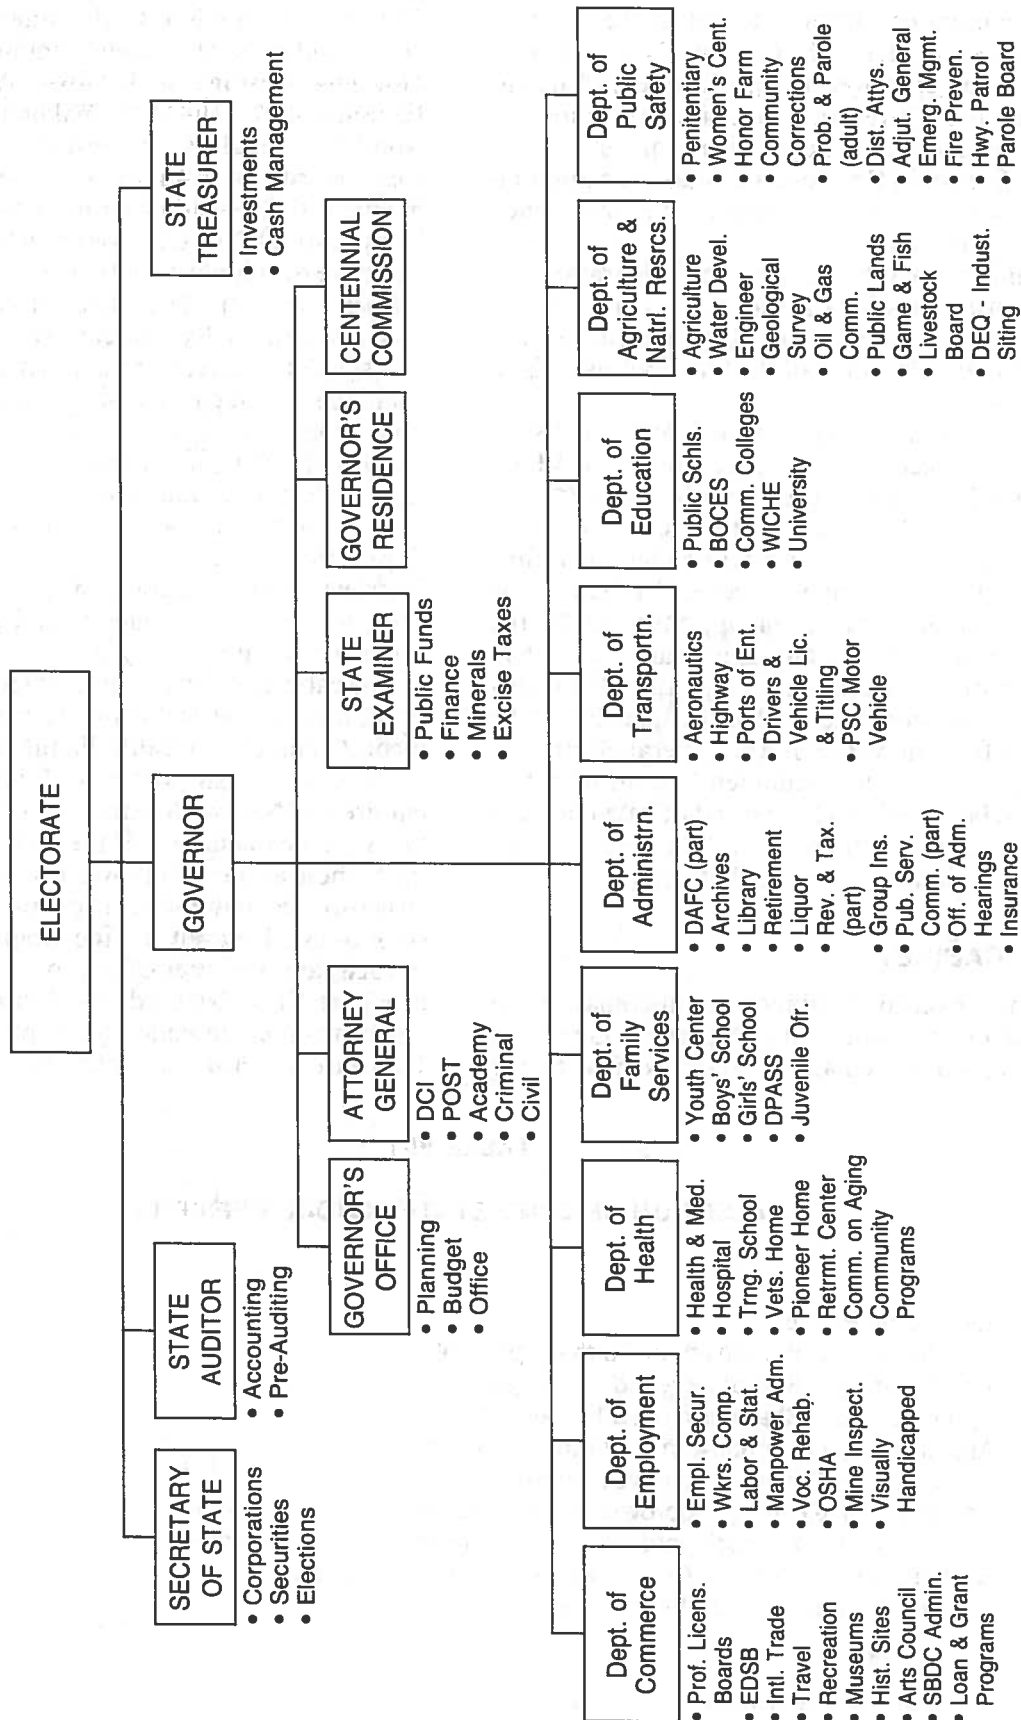 ELECTORATE
SECRETARY
OF STATE
• Corporations
• Securities
• Elections
STATE
AUDITOR
• Accounting
• Pre-Auditing
GOVERNOR
STATE
TREASURER
• Investments
• Cash Management
GOVERNOR'S
OFFICE
• Planning
• Budget
• Office
ATTORNEY
GENERAL
• DCI
• POST
• Academy
• Criminal
• Civil
STATE
EXAMINER
• Public Funds
• Finance
• Minerals
• Excise Taxes
GOVERNOR'S
RESIDENCE
CENTENNIAL
COMMISSION
Dept. of
Commerce
• Prof. Licens.
Boards
• EDSB
• Intl. Trade
• Travel
• Recreation
• Museums
• Hist. Sites
• Arts Council
• SBDC Admin.
• Loan & Grant
Programs
Dept. of
Employment
• Empl. Secur.
• Wkrs. Comp.
• Labor & Stat.
• Manpower Adm.
• Voc. Rehab.
• OSHA
• Mine Inspect.
• Visually
Handicapped
Dept. of
Health
• Health & Med.
• Hospital
• Trng. School
• Vets. Home
• Pioneer Home
• Retrmt. Center
• Comm. on Aging
• Community
Programs
Dept. of
Family
Services
• Youth Center
• Boys' School
• Girls' School
• DPASS
• Juvenile Ofr.
Dept. of
Administrn.
• DAFC (part)
• Archives
• Library
• Retirement
• Liquor
• Rev. & Tax.
(part)
• Group Ins.
• Pub. Serv.
Comm. (part)
• Off. of Adm.
Hearings
• Insurance
Dept. of
Transportn.
• Aeronautics
• Highway
• Ports of Ent.
• Drivers &
Vehicle Lic.
& Titling
• PSC Motor
Vehicle
Dept. of
Education
• Public Schls.
• BOCES
• Comm. Colleges
• WICHE
• University
Dept. of
Agriculture &
Natrl. Resrcs.
• Agriculture
• Water Devel.
• Engineer
• Geological
Survey
• Oil & Gas
Comm.
• Public Lands
• Game & Fish
• Livestock
Board
• DEQ - Indust.
Siting
Dept. of
Public
Safety
• Penitentiary
• Women's Cent.
• Honor Farm
• Community
Corrections
• Prob. & Parole
(adult)
• Dist. Attys.
• Adjut. General
• Emerg. Mgmt.
• Fire Preven.
• Hwy. Patrol
• Parole Board